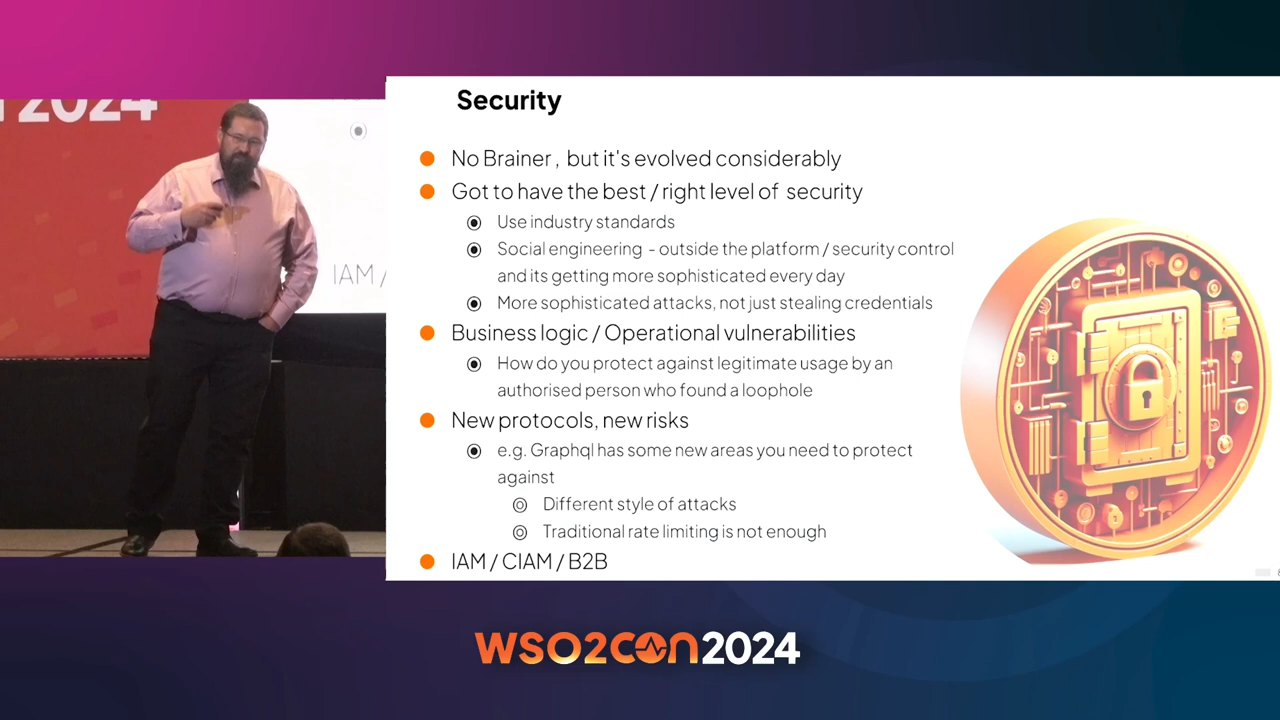 2024
IAM /
Security
No Brainer , but it's evolved considerably
Got to have the best / right level of security
Use industry standards
Social engineering - outside the platform / security control
and its getting more sophisticated every day
More sophisticated attacks, not just stealing credentials
Business logic / Operational vulnerabilities
How do you protect against legitimate usage by an
authorised person who found a loophole
New protocols, new risks
e.g. Graphql has some new areas you need to protect
against
Different style of attacks
Traditional rate limiting is not enough
IAM / CIAM / B2B
WSO2CON2024